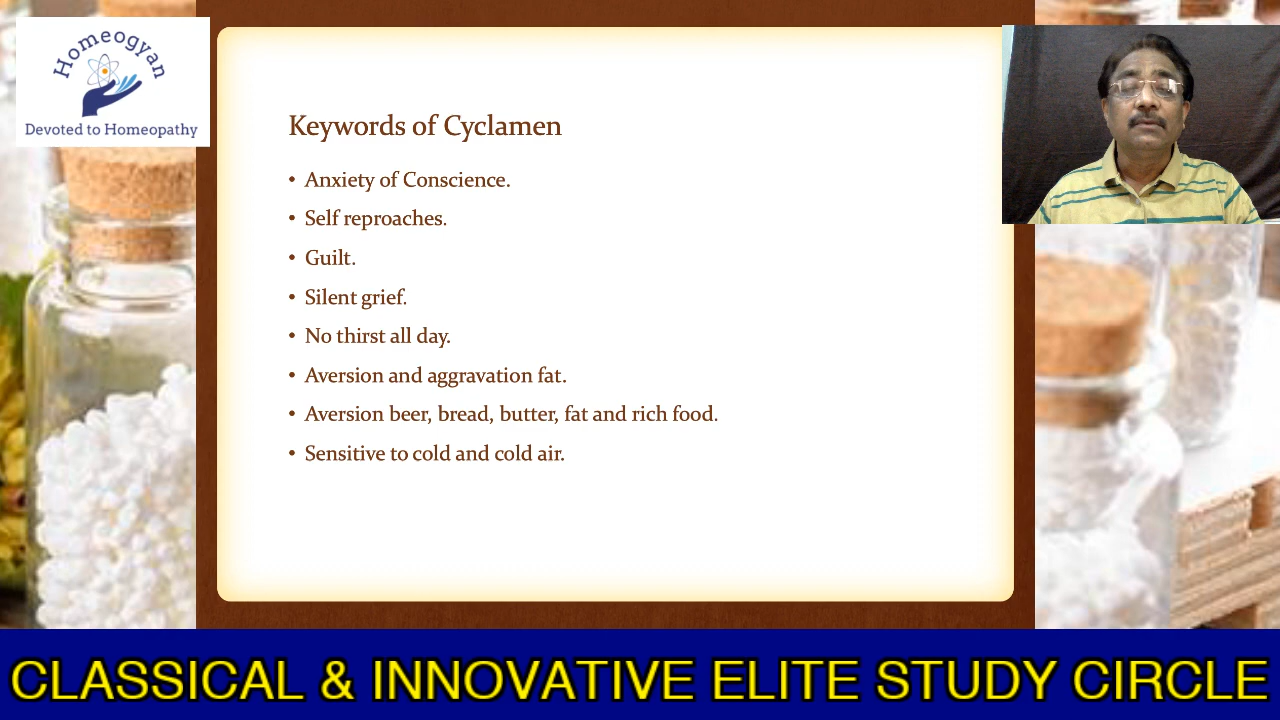 Homeogyan
Devoted to Homeopathy
Keywords of Cyclamen
• Anxiety of Conscience.
• Self reproaches.
• Guilt.
• Silent grief.
• No thirst all day.
• Aversion and aggravation fat.
• Aversion beer, bread, butter, fat and rich food.
• Sensitive to cold and cold air.
CLASSICAL & INNOVATIVE ELITE STUDY CIRCLE